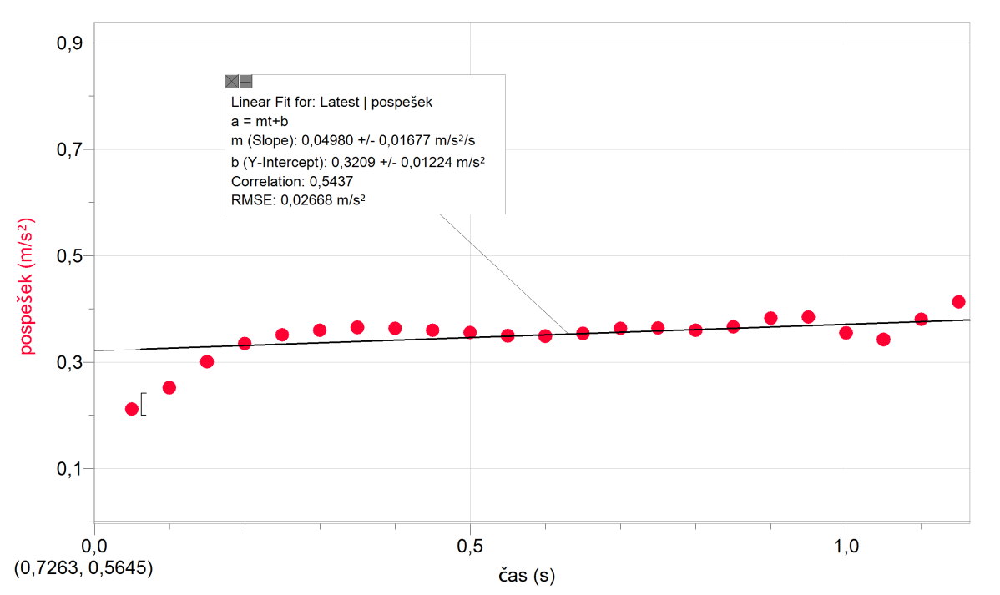 0,9
0,7
0,5
0,3
0,1
pospešek (m/s²)
Linear Fit for: Latest | pospešek
a = mt+b
m (Slope): 0,04980 +/- 0,01677 m/s²/s
b (Y-Intercept): 0,3209 +/- 0,01224 m/s²
Correlation: 0,5437
RMSE: 0,02668 m/s²
0,0 0,5 1,0
(0,7263, 0,5645)
čas (s)